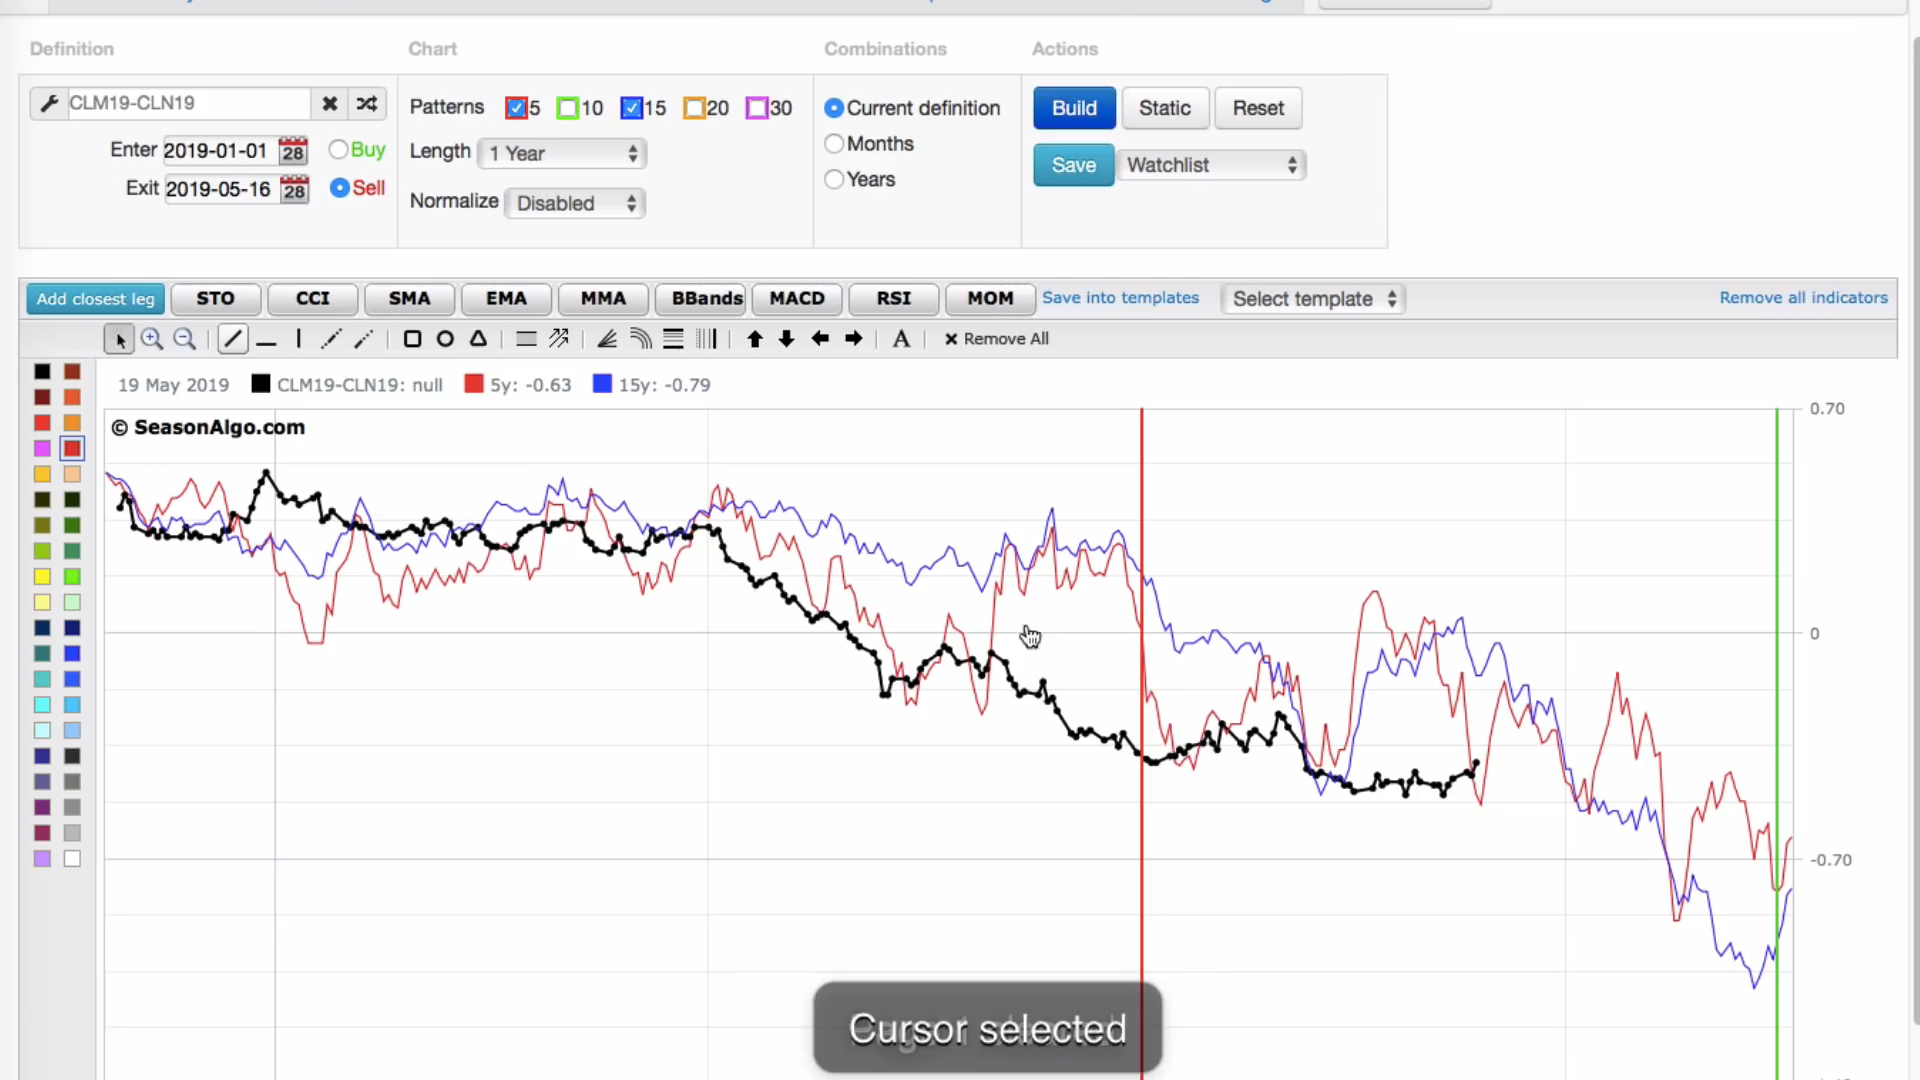 Definition
Chart
Combinations
Actions
CLM19-CLN19
Enter 2019-01-01 28 Buy
Exit 2019-05-16 28 Sell
Patterns 5 10 15 20 30
Length 1 Year
Normalize Disabled
Current definition
Months
Years
Build Static Reset
Save Watchlist
Add closest leg STO CCI SMA EMA MMA BBands MACD RSI MOM Save into templates Select template Remove all indicators
A Remove All
19 May 2019 CLM19-CLN19: null 5y: -0.63 15y: -0.79
© SeasonAlgo.com
0.70
0
-0.70
Cursor selected